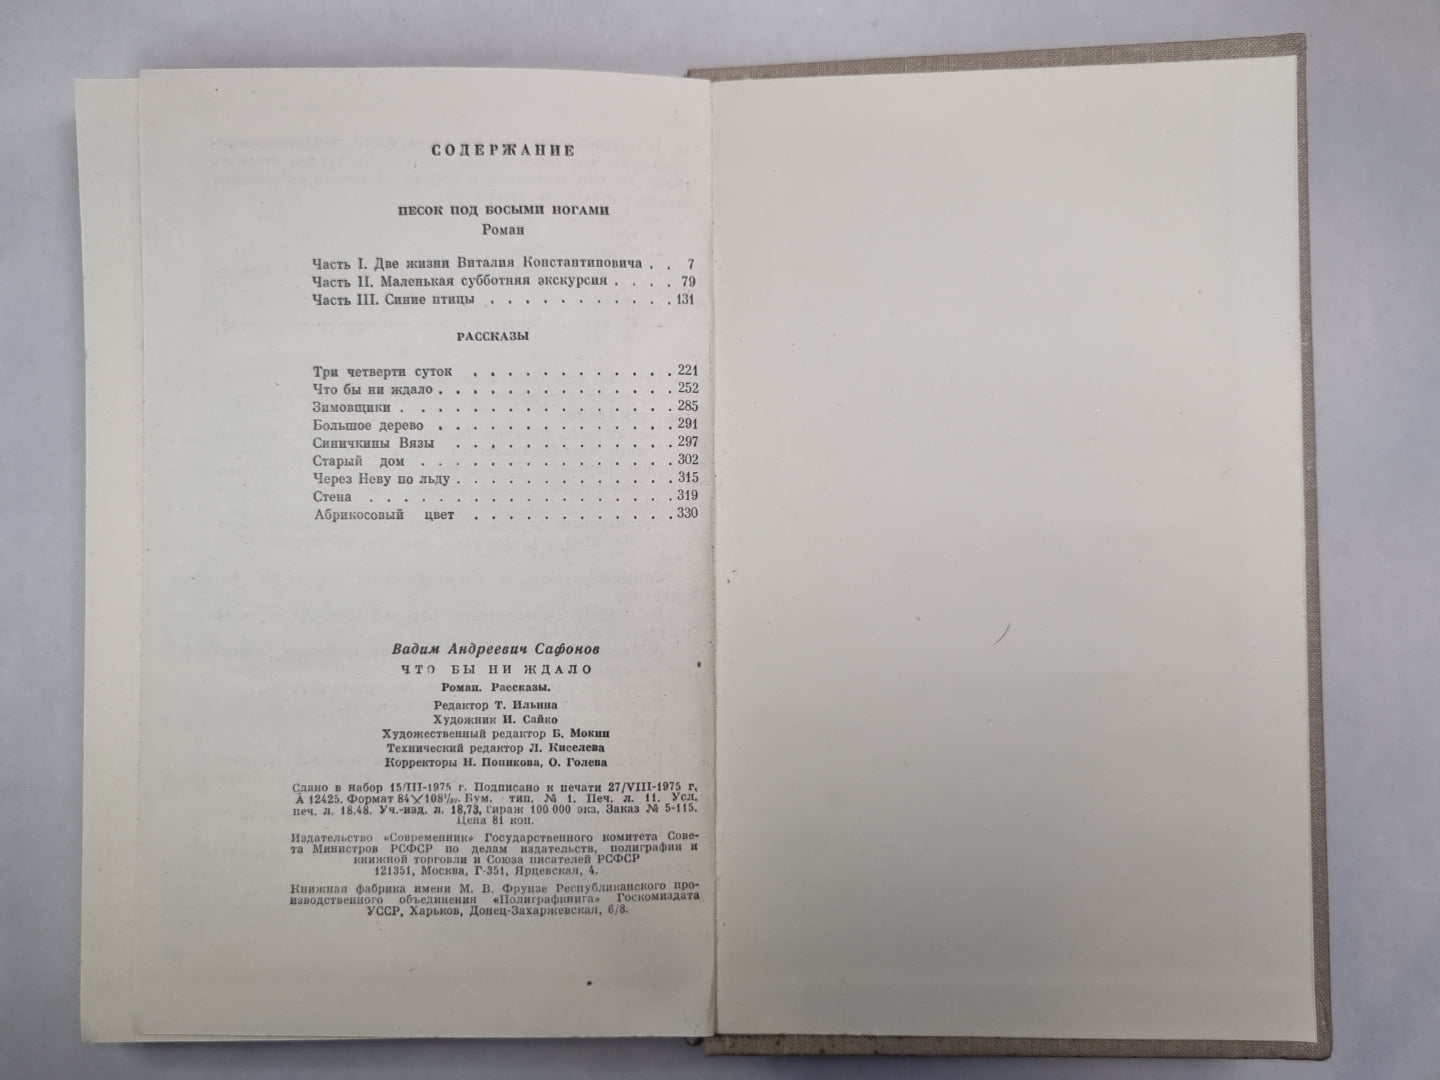 СОДЕРЖАНИЕ
ПЕСОК ПОД БОСЫМИ НОГАМИ
Роман
Часть I. Две жизни Виталия Константиновича . . 7
Часть II. Маленькая субботняя экскурсия . . . . 79
Часть III. Синие птицы . . . . . . . . . . . 131
РАССКАЗЫ
Три четверти суток . . . . . . . . . . . . 221
Что бы ни ждало . . . . . . . . . . . . . . 252
Зимовщики . . . . . . . . . . . . . . . . 285
Большое дерево . . . . . . . . . . . . . . 291
Синичкины Вязы . . . . . . . . . . . . . 297
Старый дом . . . . . . . . . . . . . . . 302
Через Неву по льду . . . . . . . . . . . . . 315
Стена . . . . . . . . . . . . . . . . . . 319
Абрикосовый цвет . . . . . . . . . . . . 330
Вадим Андреевич Сафонов
ЧТО БЫ НИ ЖДАЛО
Роман. Рассказы.
Редактор Т. Ильина
Художник И. Сайко
Художественный редактор Б. Мокин
Технический редактор Л. Киселева
Корректоры Н. Попикова, О. Голева
Сдано в набор 15/III-1975 г. Подписано к печати 27/VIII-1975 г.
А 12425. Формат 84×108¹/₃₂. Бум. тип. № 1. Печ. л. 11. Усл.
печ. л. 18.48. Уч.-изд. л. 18,73, тираж 100 000 экз. Заказ № 5-115.
Цена 81 коп.
Издательство «Современник» Государственного комитета Сове-
та Министров РСФСР по делам издательств, полиграфии и
книжной торговли и Союза писателей РСФСР
121351, Москва, Г-351, Ярцевская, 4.
Книжная фабрика имени М. В. Фрунзе Республиканского про-
изводственного объединения «Полиграфкнига» Госкомиздата
УССР, Харьков, Донец-Захаржевская, 6/8.